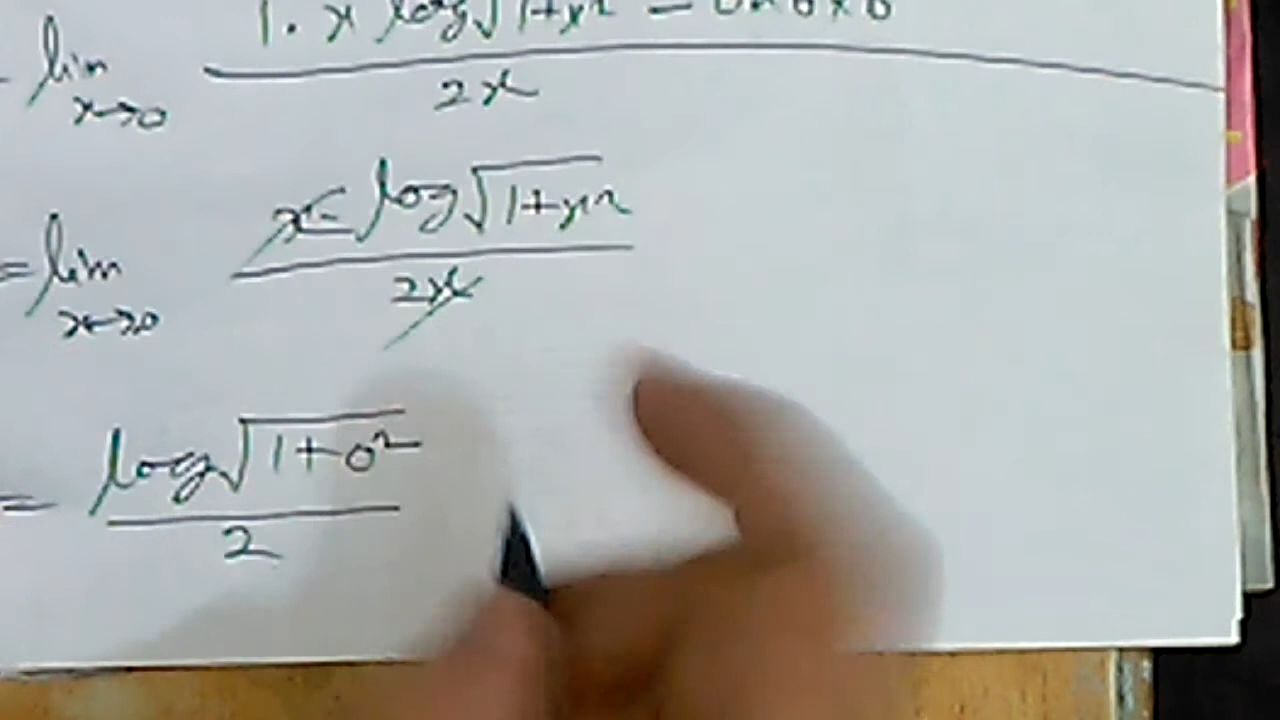 lim x→0 1. x log√1+x² − 0×0×0 / 2x
= lim x→0 x log√1+x² / 2x
= log√1+0² / 2